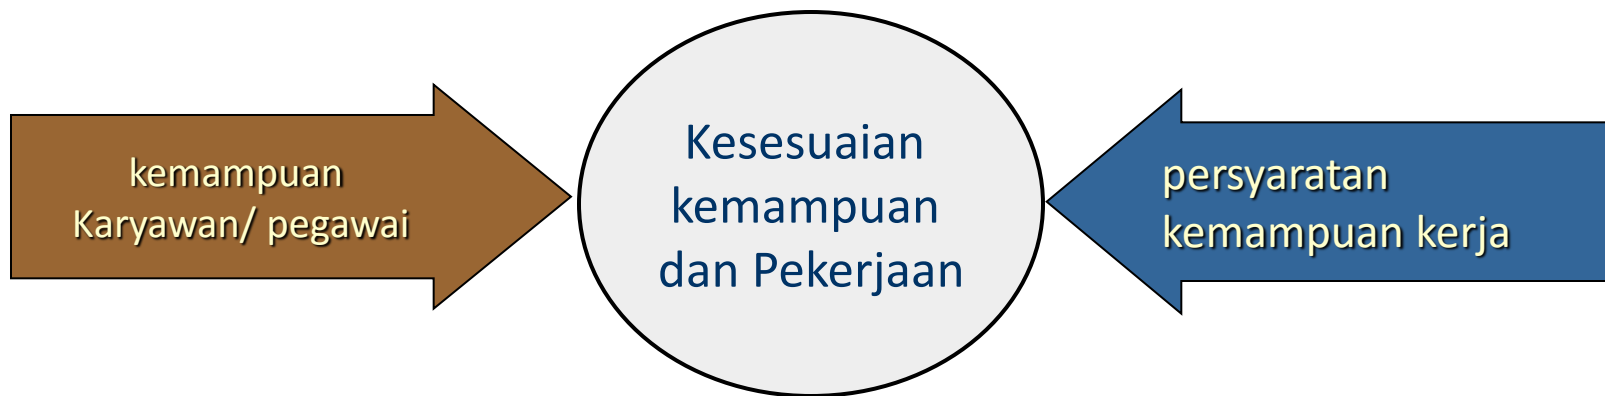 kemampuan
Karyawan/ pegawai
Kesesuaian
kemampuan
dan Pekerjaan
persyaratan
kemampuan kerja